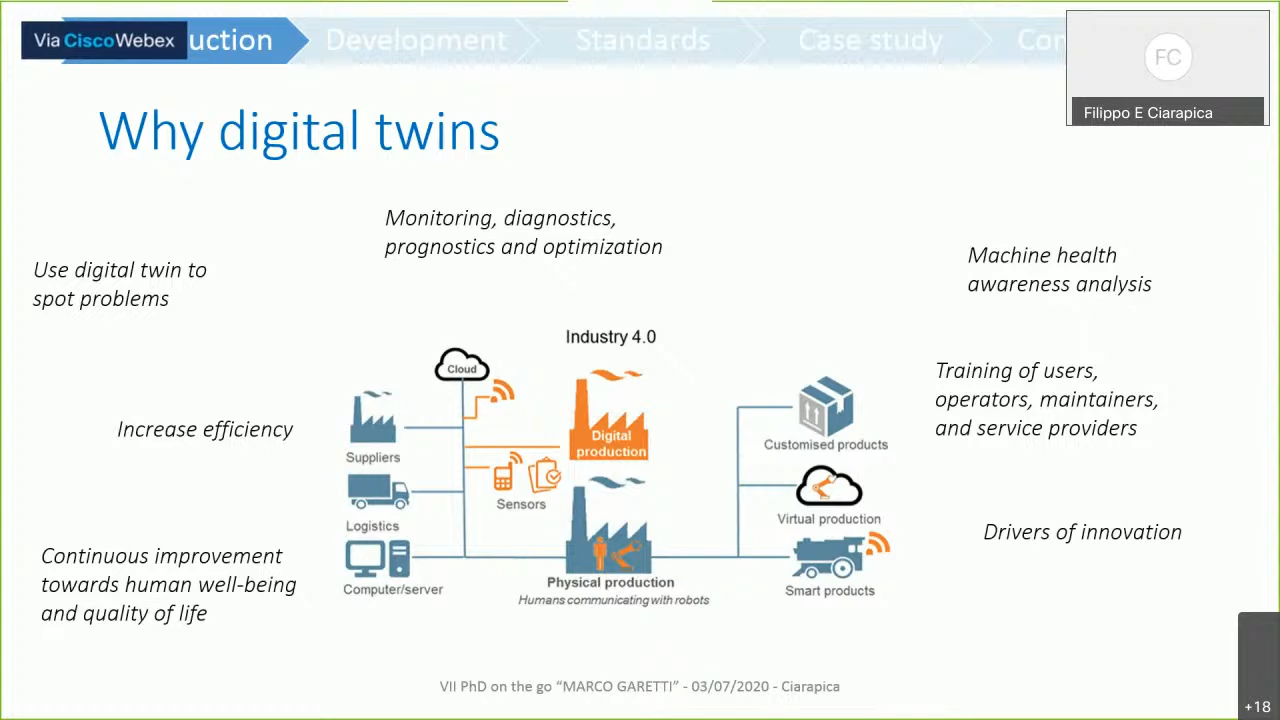 Via CiscoWebex
uction
Development
Standards
Case study
FC
Filippo E Ciarapica
Why digital twins
Monitoring, diagnostics,
prognostics and optimization
Use digital twin to
spot problems
Machine health
awareness analysis
Industry 4.0
Cloud
Training of users,
operators, maintainers,
and service providers
Increase efficiency
Digital
production
Customised products
Suppliers
Sensors
Virtual production
Logistics
Drivers of innovation
Continuous improvement
towards human well-being
and quality of life
Computer/server
Physical production
Humans communicating with robots
Smart products
VII PhD on the go “MARCO GARETTI” - 03/07/2020 - Ciarapica
+18